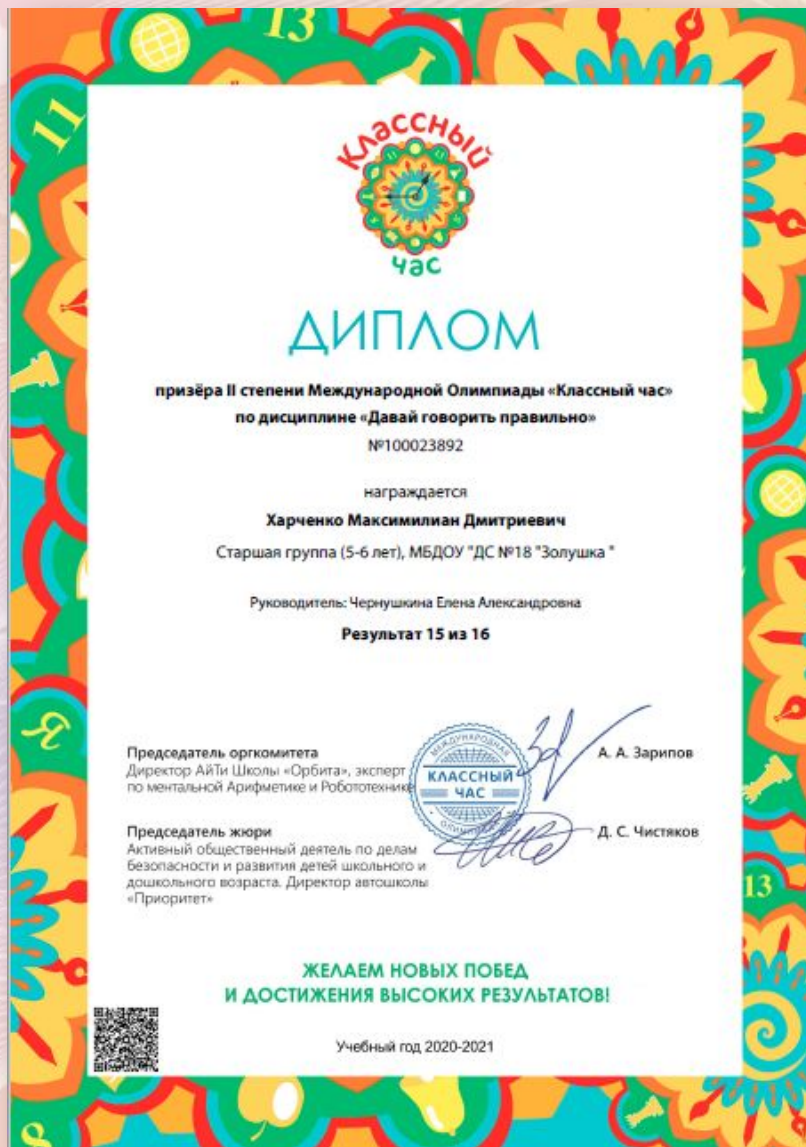 13
11
Классный
час
ДИПЛОМ
призёра II степени Международной Олимпиады «Классный час»
по дисциплине «Давай говорить правильно»
№100023892
награждается
Харченко Максимилиан Дмитриевич
Старшая группа (5-6 лет), МБДОУ "ДС №18 "Золушка "
Руководитель: Чернушкина Елена Александровна
Результат 15 из 16
Председатель оргкомитета
Директор АйТи Школы «Орбита», эксперт
по ментальной Арифметике и Робототехнике
А. А. Зарипов
МЕЖДУНАРОДНАЯ
КЛАССНЫЙ
ЧАС
ОЛИМПИАДА
Я
Председатель жюри
Активный общественный деятель по делам
безопасности и развития детей школьного и
дошкольного возраста. Директор автошколы
«Приоритет»
Д. С. Чистяков
13
ЖЕЛАЕМ НОВЫХ ПОБЕД
И ДОСТИЖЕНИЯ ВЫСОКИХ РЕЗУЛЬТАТОВ!
Учебный год 2020-2021
8